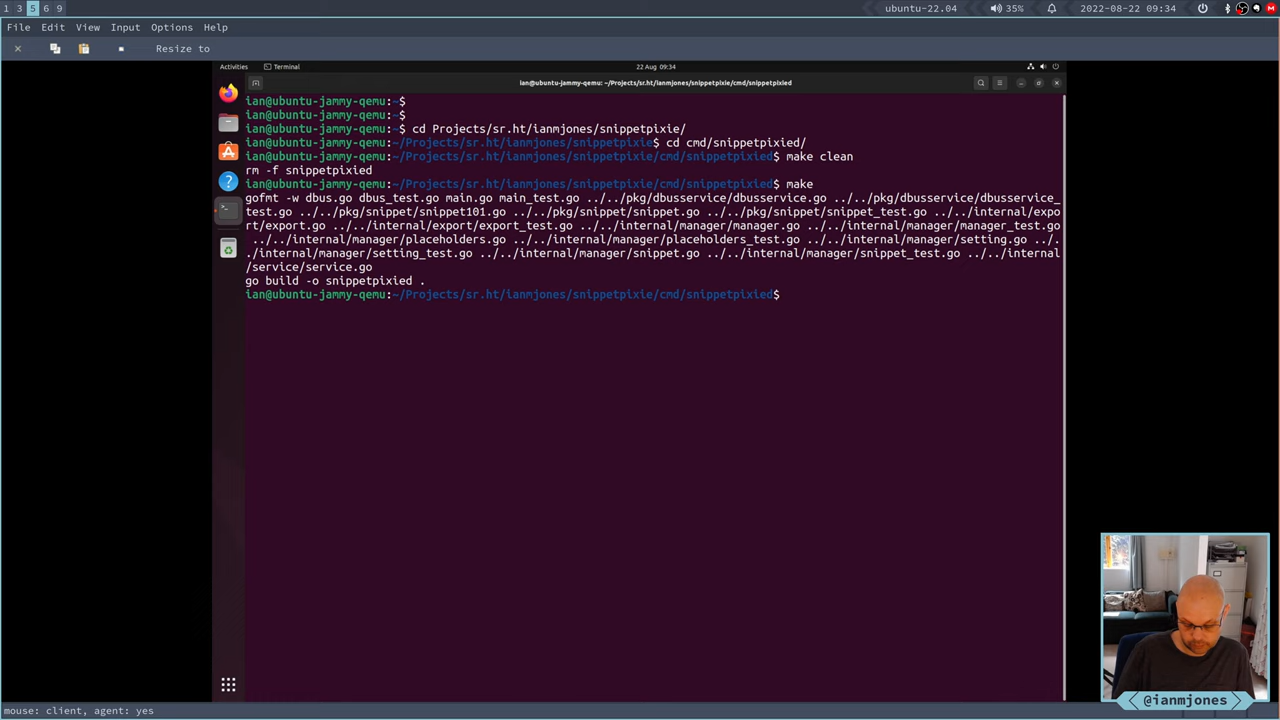 1 3 5 6 9
ubuntu-22.04
35%
2022-08-22 09:34
File Edit View Input Options Help
Resize to
Activities
Terminal
22 Aug 09:34
ian@ubuntu-jammy-qemu: ~/Projects/sr.ht/ianmjones/snippetpixie/cmd/snippetpixied
ian@ubuntu-jammy-qemu:~$
ian@ubuntu-jammy-qemu:~$
ian@ubuntu-jammy-qemu:~$ cd Projects/sr.ht/ianmjones/snippetpixie/
ian@ubuntu-jammy-qemu:~/Projects/sr.ht/ianmjones/snippetpixie$ cd cmd/snippetpixied/
ian@ubuntu-jammy-qemu:~/Projects/sr.ht/ianmjones/snippetpixie/cmd/snippetpixied$ make clean
rm -f snippetpixied
ian@ubuntu-jammy-qemu:~/Projects/sr.ht/ianmjones/snippetpixie/cmd/snippetpixied$ make
gofmt -w dbus.go dbus_test.go main.go main_test.go ../../pkg/dbusservice/dbusservice.go ../../pkg/dbusservice/dbusservice_
test.go ../../pkg/snippet/snippet101.go ../../pkg/snippet/snippet.go ../../pkg/snippet/snippet_test.go ../../internal/expo
rt/export.go ../../internal/export/export_test.go ../../internal/manager/manager.go ../../internal/manager/manager_test.go
 ../../internal/manager/placeholders.go ../../internal/manager/placeholders_test.go ../../internal/manager/setting.go ../.
./internal/manager/setting_test.go ../../internal/manager/snippet.go ../../internal/manager/snippet_test.go ../../internal
/service/service.go
go build -o snippetpixied .
ian@ubuntu-jammy-qemu:~/Projects/sr.ht/ianmjones/snippetpixie/cmd/snippetpixied$
@ianmjones
mouse: client, agent: yes